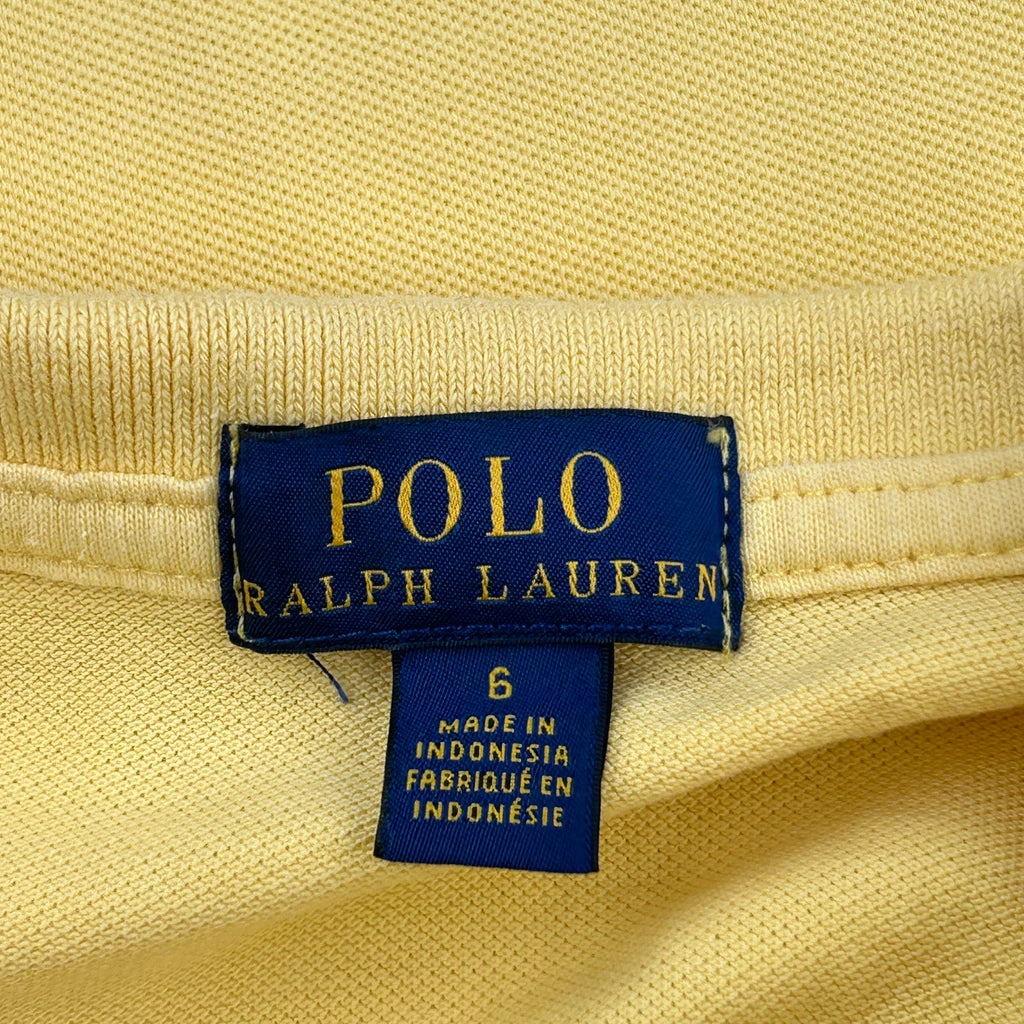 POLO
RALPH LAUREN
6
MADE IN
INDONESIA
FABRIQUÉ EN
INDONÉSIE